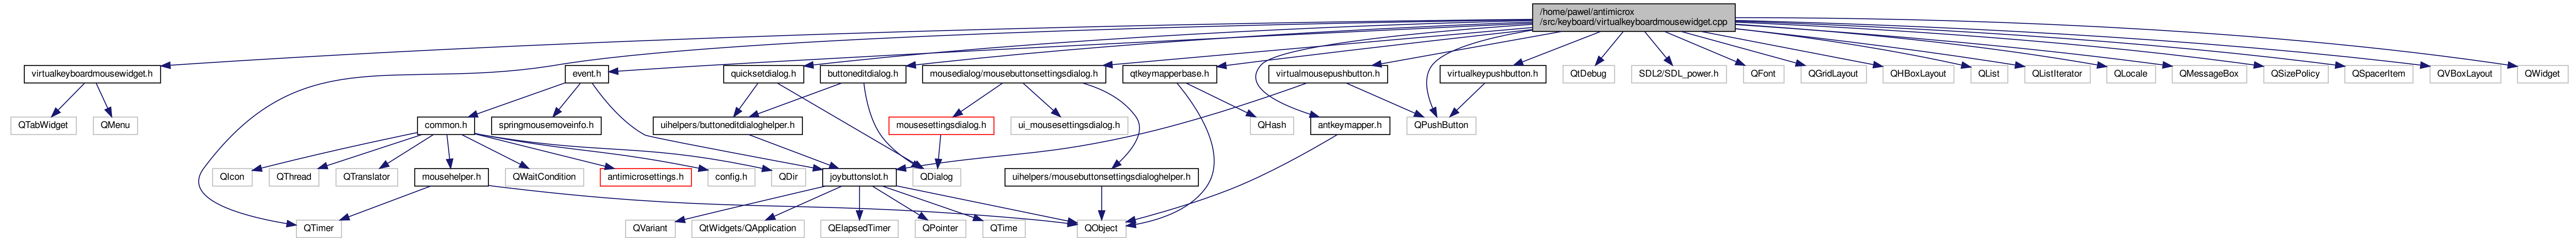 /home/pawel/antimicrox
/src/keyboard/virtualkeyboardmousewidget.cpp
virtualkeyboardmousewidget.h
event.h
quicksetdialog.h
buttoneditdialog.h
mousedialog/mousebuttonsettingsdialog.h
qtkeymapperbase.h
virtualmousepushbutton.h
virtualkeypushbutton.h
QtDebug
SDL2/SDL_power.h
QFont
QGridLayout
QHBoxLayout
QList
QListIterator
QLocale
QMessageBox
QSizePolicy
QSpacerItem
QVBoxLayout
QWidget
QTabWidget
QMenu
common.h
springmousemoveinfo.h
uihelpers/buttoneditdialoghelper.h
mousesettingsdialog.h
ui_mousesettingsdialog.h
QHash
antkeymapper.h
QPushButton
QIcon
QThread
QTranslator
mousehelper.h
QWaitCondition
antimicrosettings.h
config.h
QDir
joybuttonslot.h
QDialog
uihelpers/mousebuttonsettingsdialoghelper.h
QTimer
QVariant
QtWidgets/QApplication
QElapsedTimer
QPointer
QTime
QObject